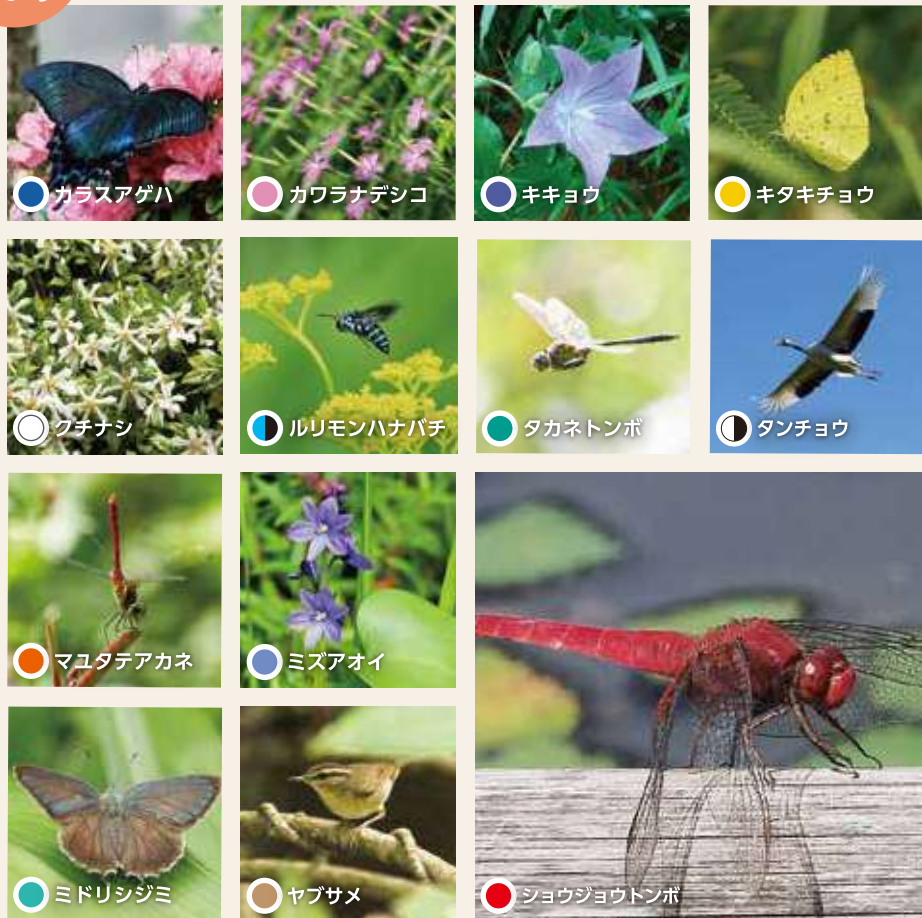 カラスアゲハ
カワラナデシコ
キキョウ
キタキチョウ
クチナシ
ルリモンハナバチ
タカネトンボ
タンチョウ
マユタテアカネ
ミズアオイ
ミドリシジミ
ヤブサメ
ショウジョウトンボ